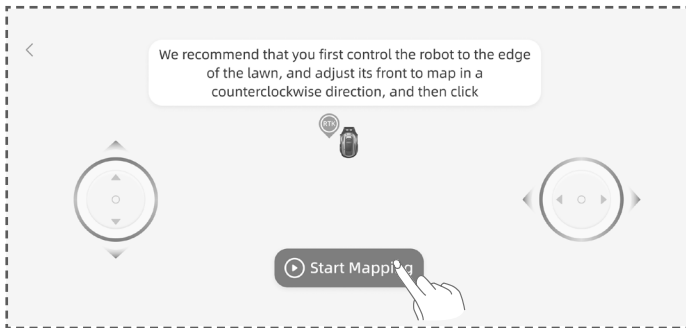 We recommend that you first control the robot to the edge
of the lawn, and adjust its front to map in a
counterclockwise direction, and then click
RTK
Start Mapping